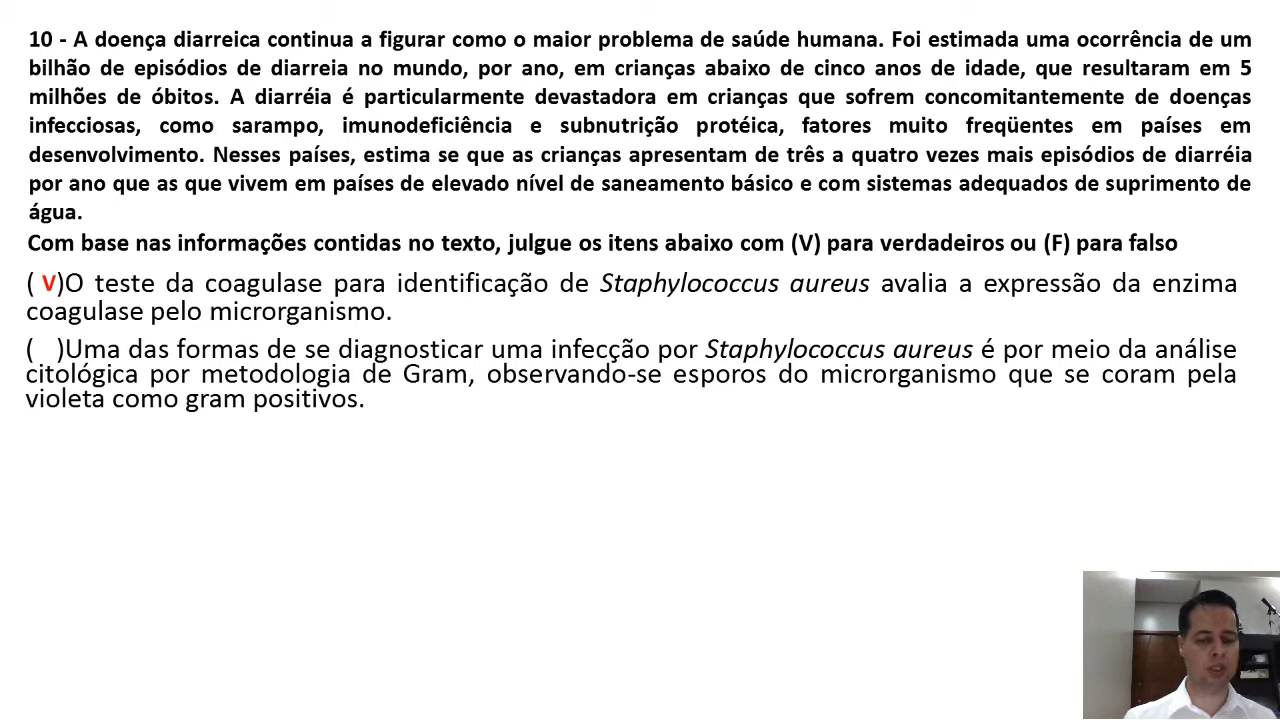 10 - A doença diarreica continua a figurar como o maior problema de saúde humana. Foi estimada uma ocorrência de um
bilhão de episódios de diarreia no mundo, por ano, em crianças abaixo de cinco anos de idade, que resultaram em 5
milhões de óbitos. A diarréia é particularmente devastadora em crianças que sofrem concomitantemente de doenças
infecciosas, como sarampo, imunodeficiência e subnutrição protéica, fatores muito freqüentes em países em
desenvolvimento. Nesses países, estima se que as crianças apresentam de três a quatro vezes mais episódios de diarréia
por ano que as que vivem em países de elevado nível de saneamento básico e com sistemas adequados de suprimento de
água.
Com base nas informações contidas no texto, julgue os itens abaixo com (V) para verdadeiros ou (F) para falso
( V)O teste da coagulase para identificação de Staphylococcus aureus avalia a expressão da enzima
coagulase pelo microrganismo.
( )Uma das formas de se diagnosticar uma infecção por Staphylococcus aureus é por meio da análise
citológica por metodologia de Gram, observando-se esporos do microrganismo que se coram pela
violeta como gram positivos.